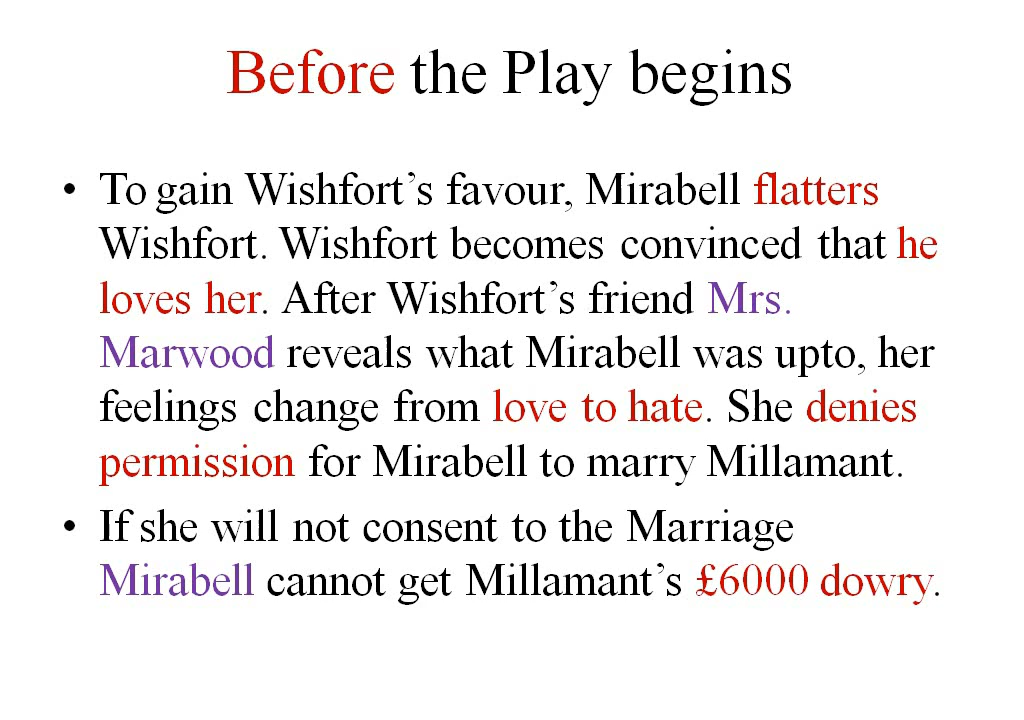 Before the Play begins
• To gain Wishfort’s favour, Mirabell flatters
Wishfort. Wishfort becomes convinced that he
loves her. After Wishfort’s friend Mrs.
Marwood reveals what Mirabell was upto, her
feelings change from love to hate. She denies
permission for Mirabell to marry Millamant.
• If she will not consent to the Marriage
Mirabell cannot get Millamant’s £6000 dowry.